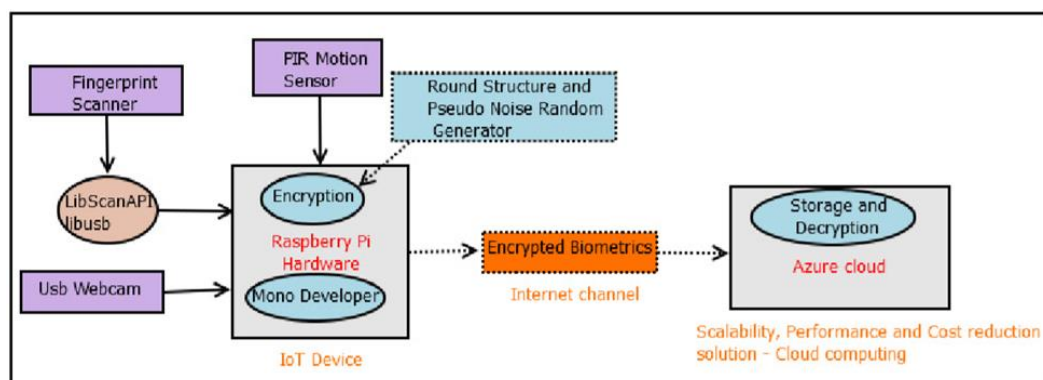 Fingerprint
Scanner
PIR Motion
Sensor
Round Structure and
Pseudo Noise Random
Generator
LibScanAPI
libusb
Encryption
Raspberry Pi
Hardware
Mono Developer
Usb Webcam
IoT Device
Encrypted Biometrics
Internet channel
Storage and
Decryption
Azure cloud
Scalability, Performance and Cost reduction
solution - Cloud computing